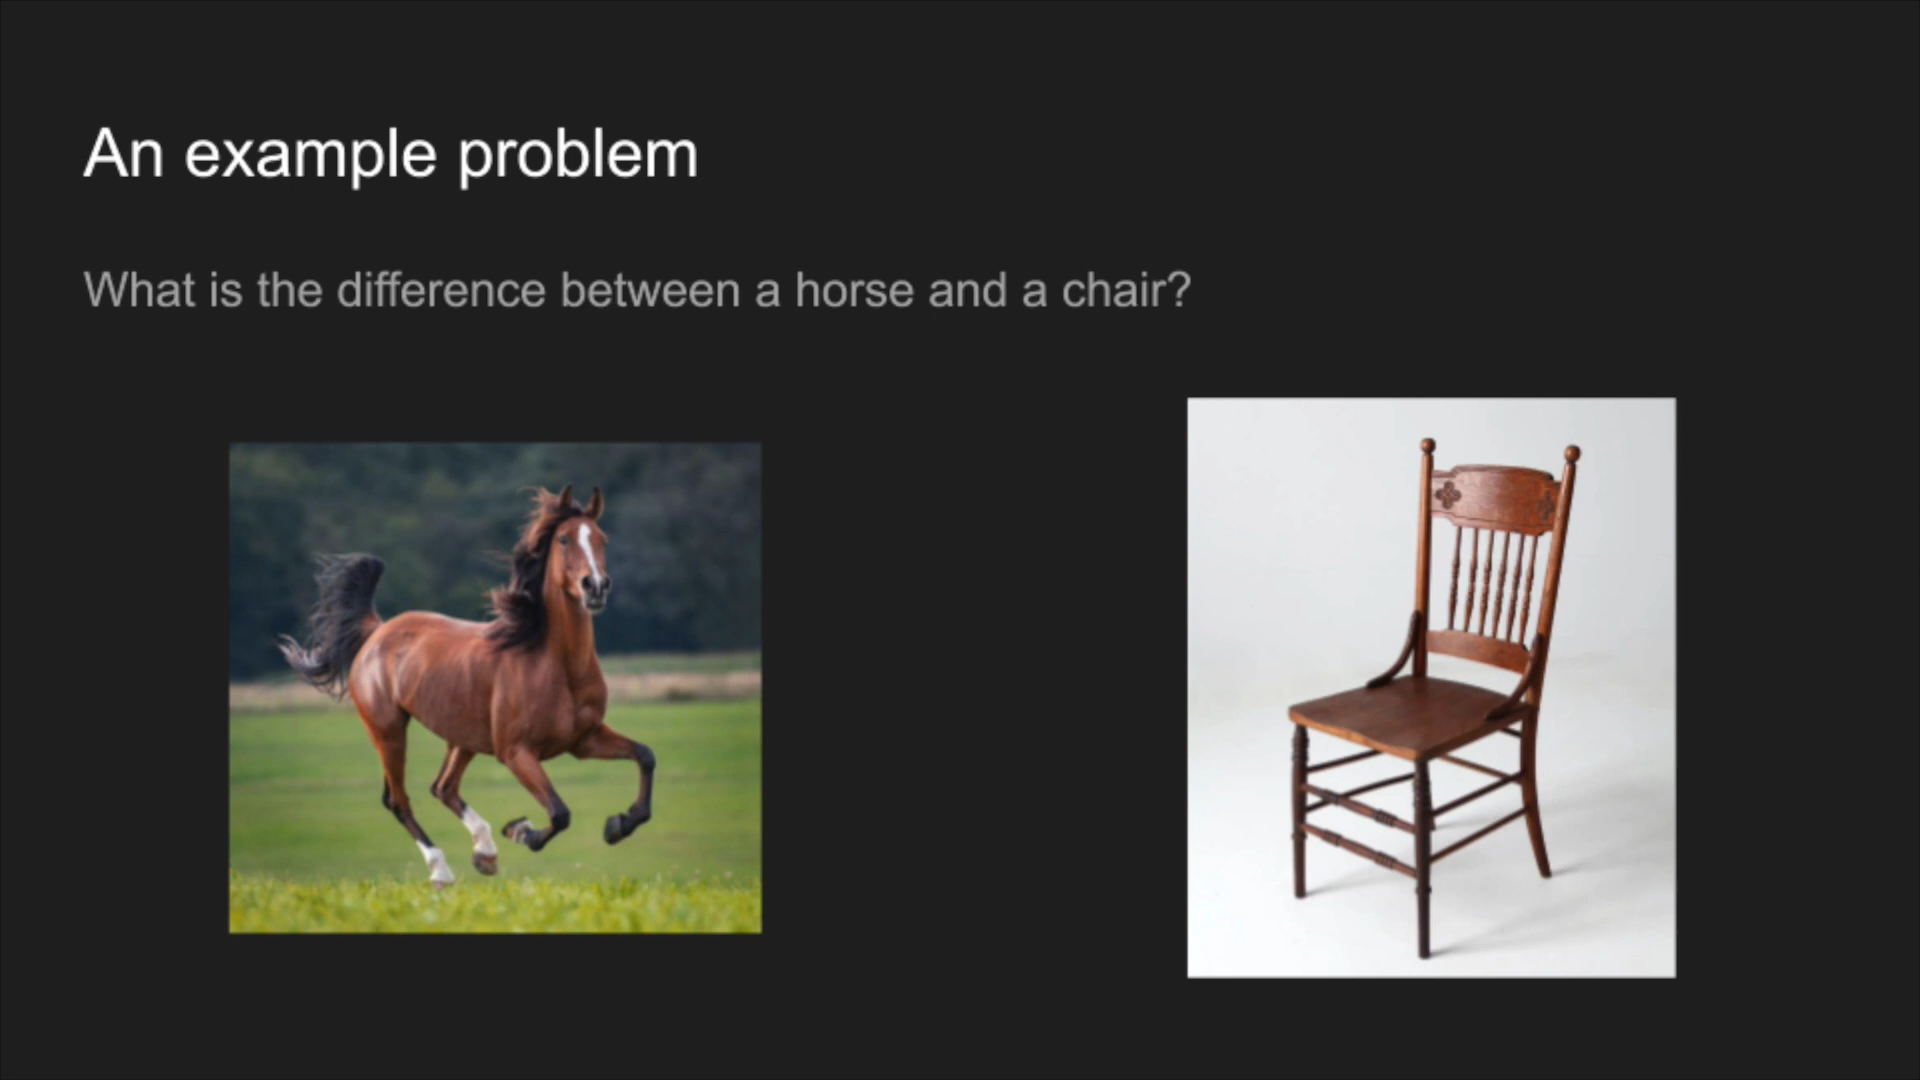 An example problem
What is the difference between a horse and a chair?